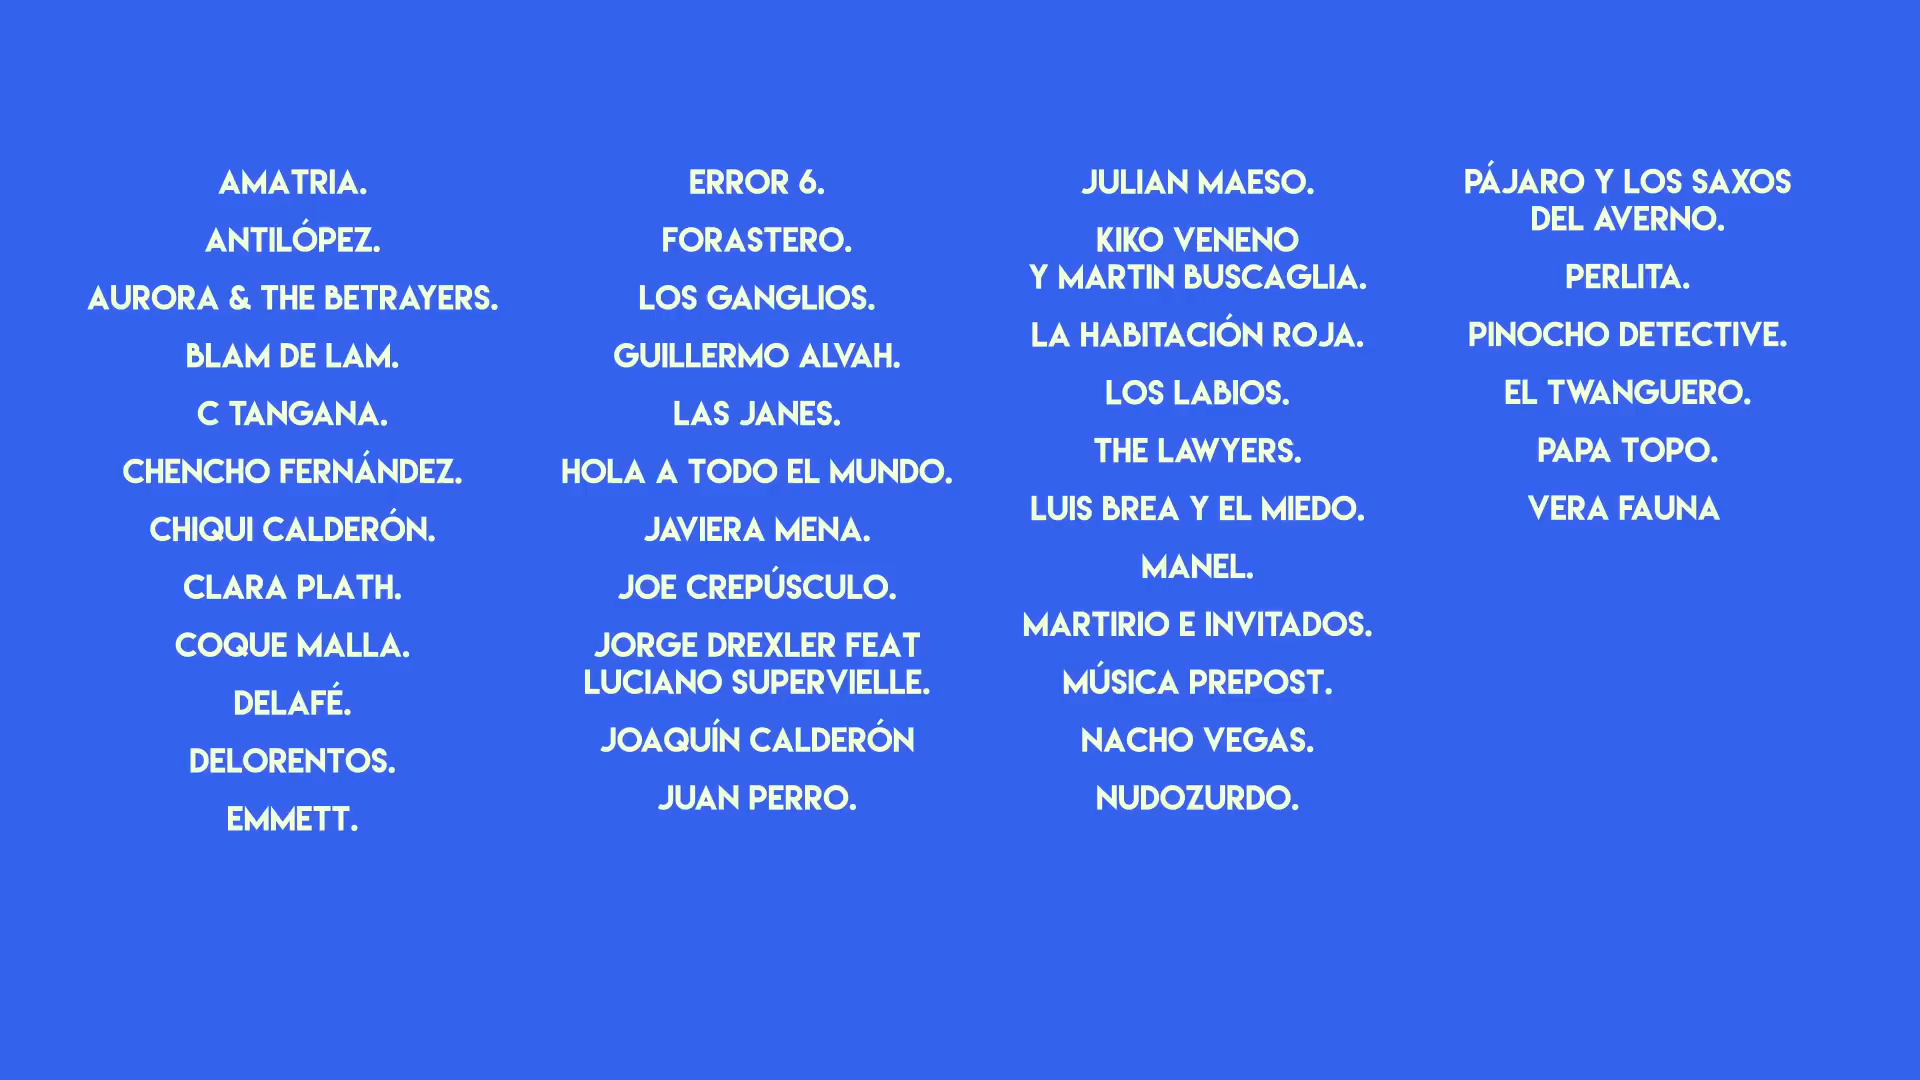 AMATRIA.
ANTILÓPEZ.
AURORA & THE BETRAYERS.
BLAM DE LAM.
C TANGANA.
CHENCHO FERNÁNDEZ.
CHIQUI CALDERÓN.
CLARA PLATH.
COQUE MALLA.
DELAFÉ.
DELORENTOS.
EMMETT.
ERROR 6.
FORASTERO.
LOS GANGLIOS.
GUILLERMO ALVAH.
LAS JANES.
HOLA A TODO EL MUNDO.
JAVIERA MENA.
JOE CREPÚSCULO.
JORGE DREXLER FEAT
LUCIANO SUPERVIELLE.
JOAQUÍN CALDERÓN
JUAN PERRO.
JULIAN MAESO.
KIKO VENENO
Y MARTIN BUSCAGLIA.
LA HABITACIÓN ROJA.
LOS LABIOS.
THE LAWYERS.
LUIS BREA Y EL MIEDO.
MANEL.
MARTIRIO E INVITADOS.
MÚSICA PREPOST.
NACHO VEGAS.
NUDOZURDO.
PÁJARO Y LOS SAXOS
DEL AVERNO.
PERLITA.
PINOCHO DETECTIVE.
EL TWANGUERO.
PAPA TOPO.
VERA FAUNA